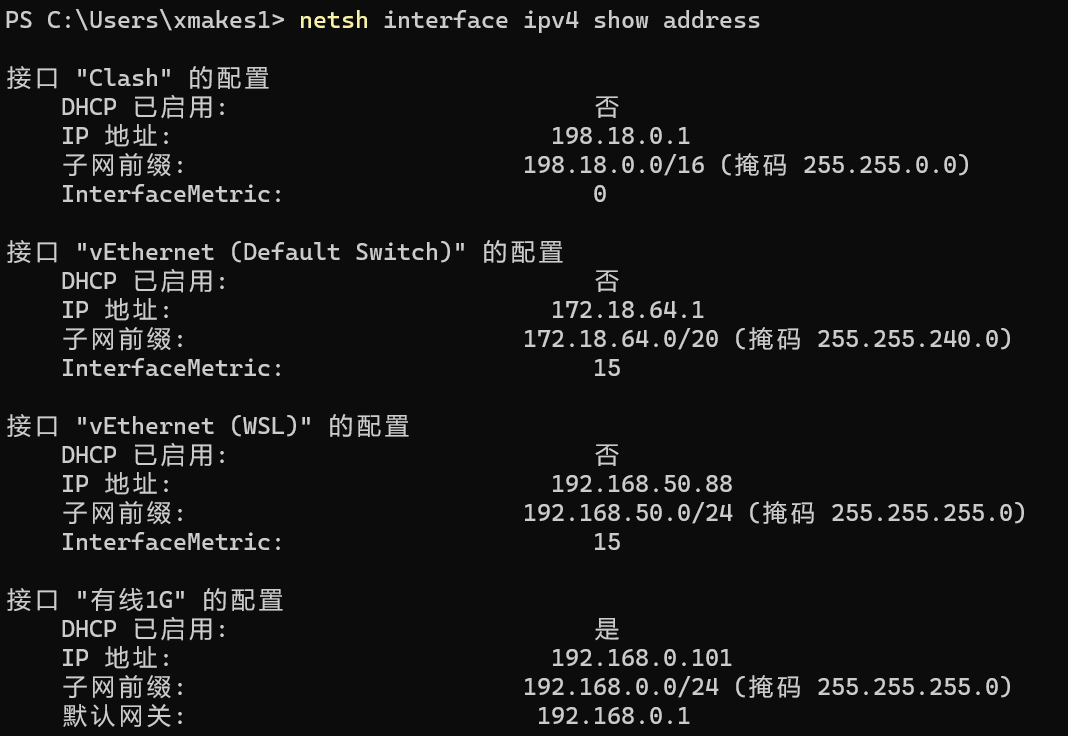 PS C:\Users\xmakes1> netsh interface ipv4 show address
接口 "Clash" 的配置
DHCP 已启用: 否
IP 地址: 198.18.0.1
子网前缀: 198.18.0.0/16 (掩码 255.255.0.0)
InterfaceMetric: 0
接口 "vEthernet (Default Switch)" 的配置
DHCP 已启用: 否
IP 地址: 172.18.64.1
子网前缀: 172.18.64.0/20 (掩码 255.255.240.0)
InterfaceMetric: 15
接口 "vEthernet (WSL)" 的配置
DHCP 已启用: 否
IP 地址: 192.168.50.88
子网前缀: 192.168.50.0/24 (掩码 255.255.255.0)
InterfaceMetric: 15
接口 "有线1G" 的配置
DHCP 已启用: 是
IP 地址: 192.168.0.101
子网前缀: 192.168.0.0/24 (掩码 255.255.255.0)
默认网关: 192.168.0.1